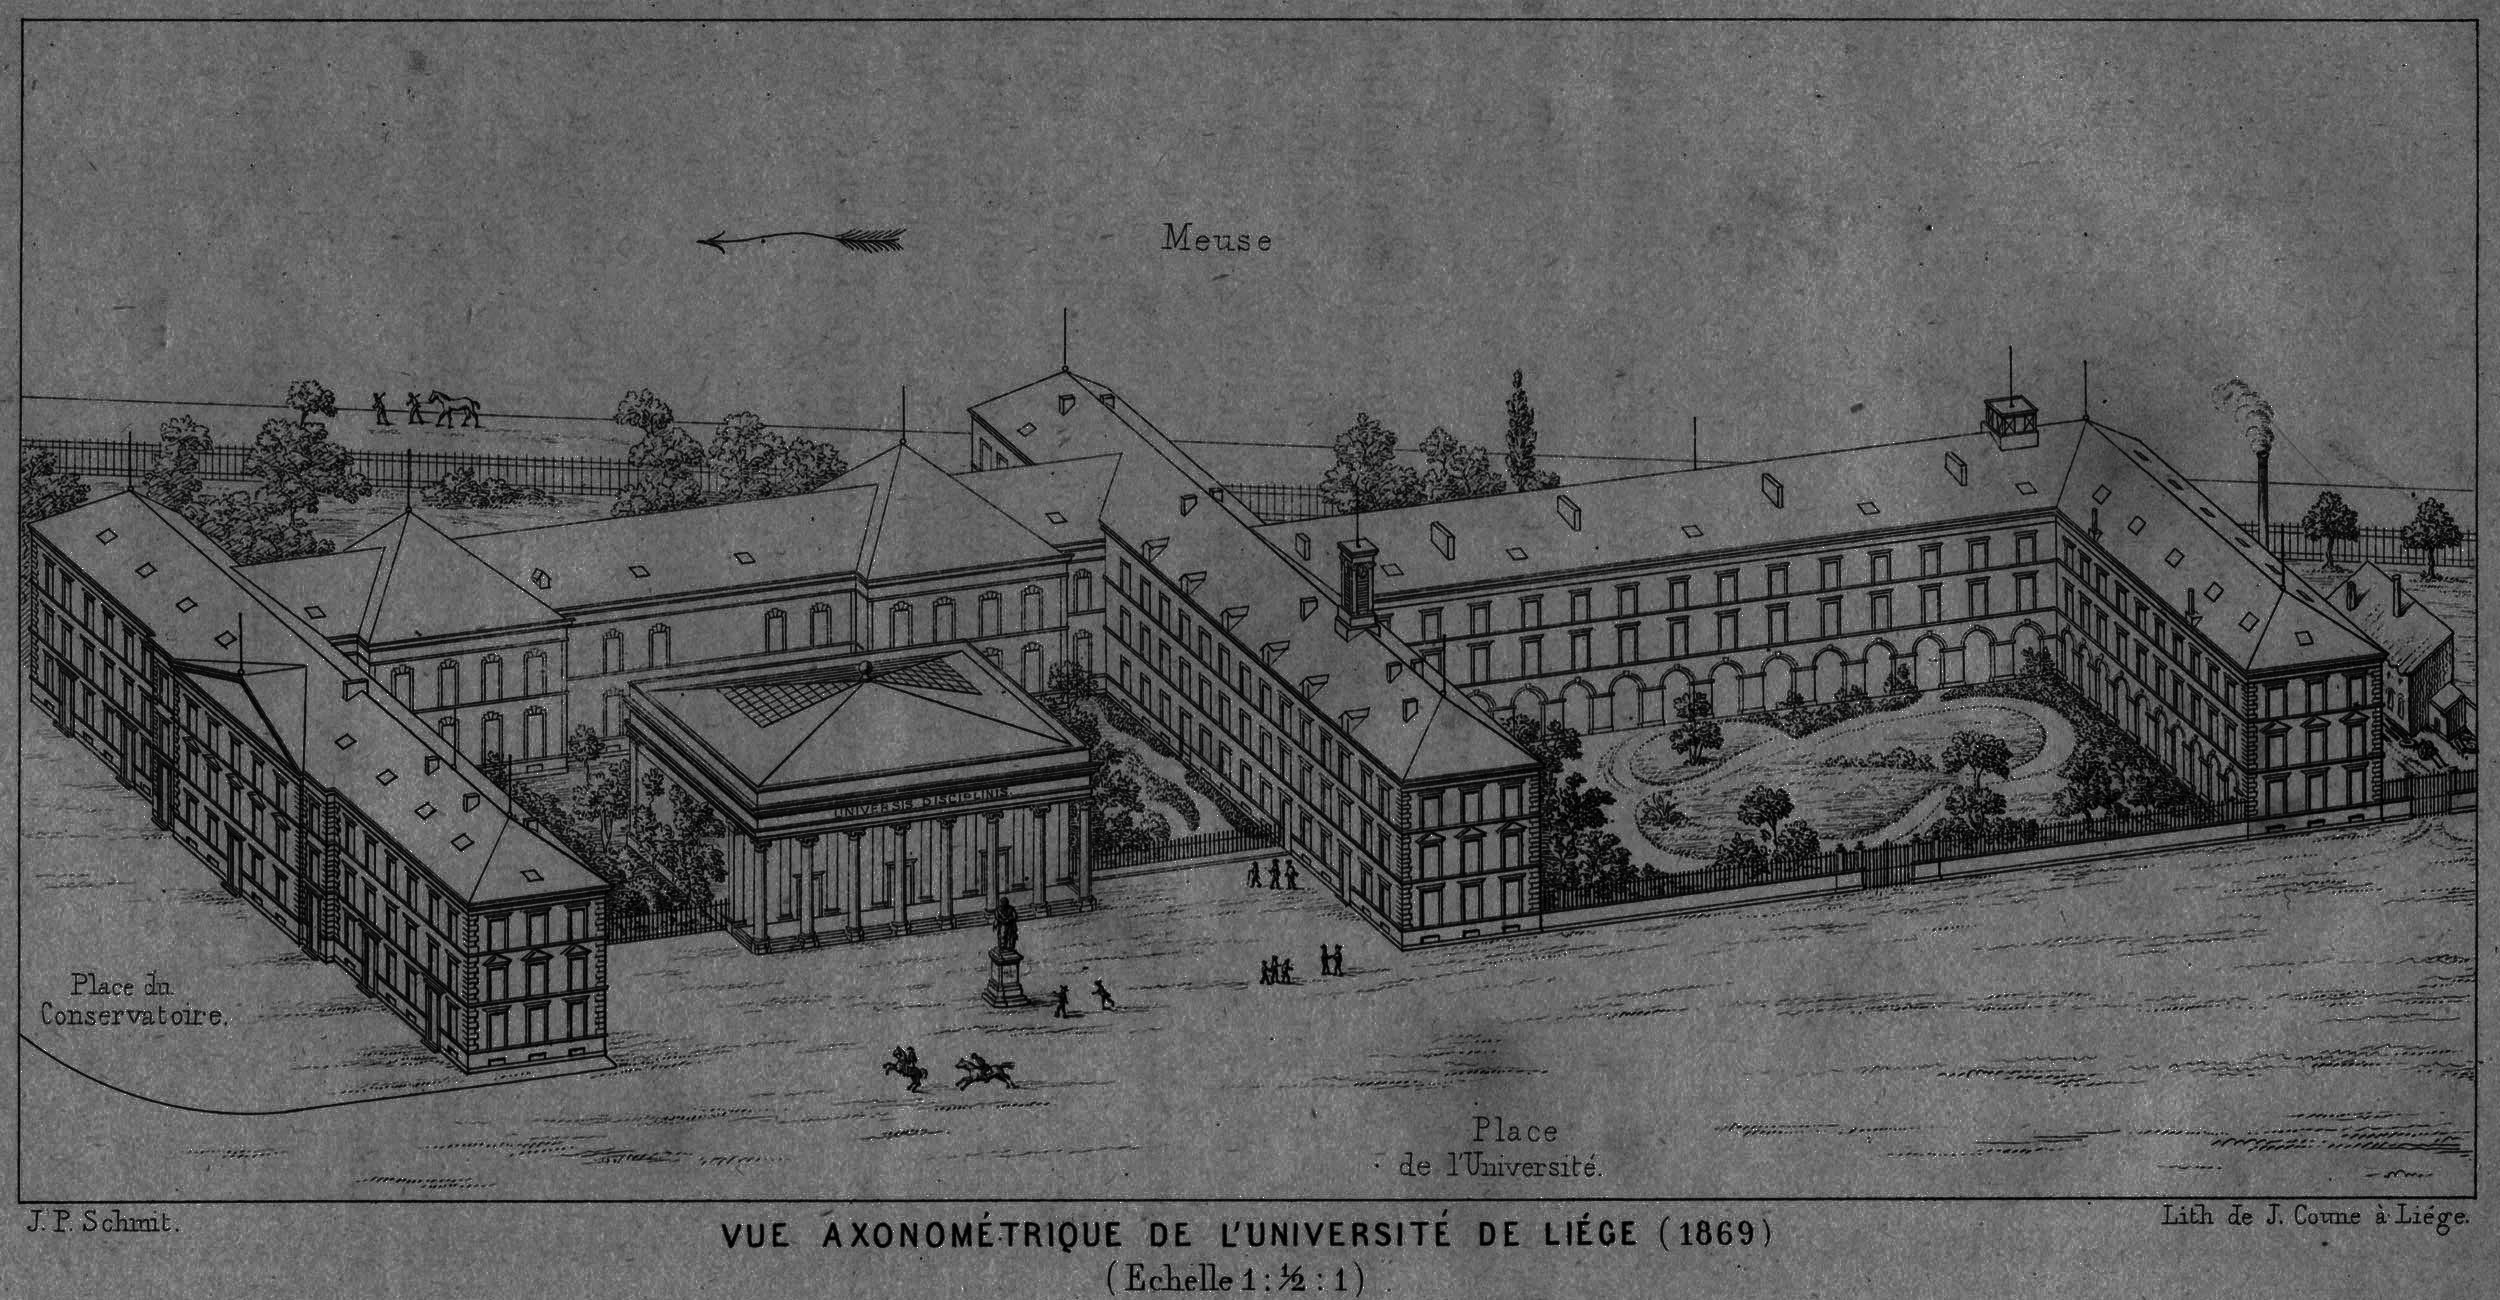 Meuse
UNIVERSIS DISCIPLINIS.
Place du
Conservatoire.
Place
de l'Université.
J. P. Schmit.
Lith de J. Coune à Liége.
VUE AXONOMÉTRIQUE DE L'UNIVERSITÉ DE LIÉGE (1869)
(Echelle 1 : ½ : 1)